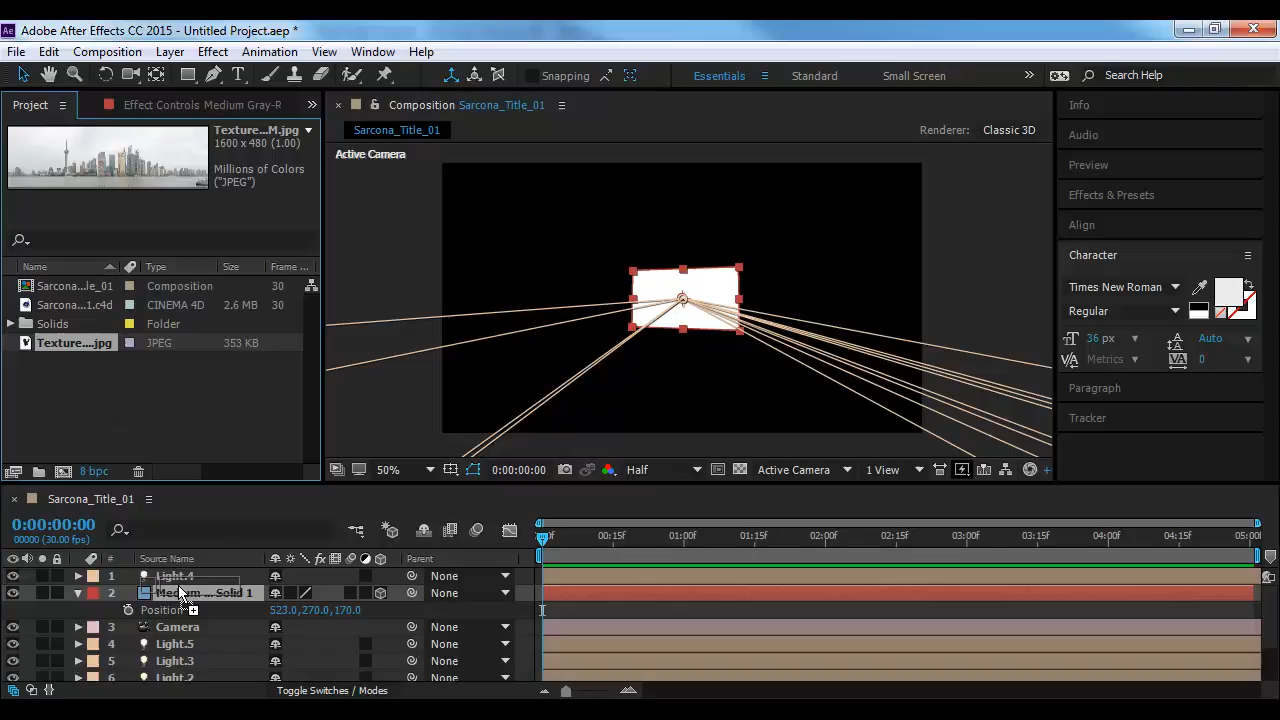 Ae Adobe After Effects CC 2015 - Untitled Project.aep *
File Edit Composition Layer Effect Animation View Window Help
Snapping Essentials Standard Small Screen Search Help
Project Effect Controls Medium Gray-R
Texture...M.jpg
1600 x 480 (1.00)
Millions of Colors
("JPEG")
Name Type Size Frame ...
Sarcona...le_01 Composition 30
Sarcona...1.c4d CINEMA 4D 2.6 MB 30
Solids Folder
Texture....jpg JPEG 353 KB
8 bpc
Composition Sarcona_Title_01
Sarcona_Title_01 Renderer: Classic 3D
Active Camera
50% 0:00:00:00 Half Active Camera 1 View
Info
Audio
Preview
Effects & Presets
Align
Character
Times New Roman
Regular
36 px Auto
Metrics 0
Paragraph
Tracker
Sarcona_Title_01
0:00:00:00
00000 (30.00 fps)
00:15f 01:00f 01:15f 02:00f 02:15f 03:00f 03:15f 04:00f 04:15f 05:00f
# Source Name Parent
1 Light.4 None
2 Medium ... Solid 1 None
Position 523.0,270.0,170.0
3 Camera None
4 Light.5 None
5 Light.3 None
6 Light.2 None
Toggle Switches / Modes